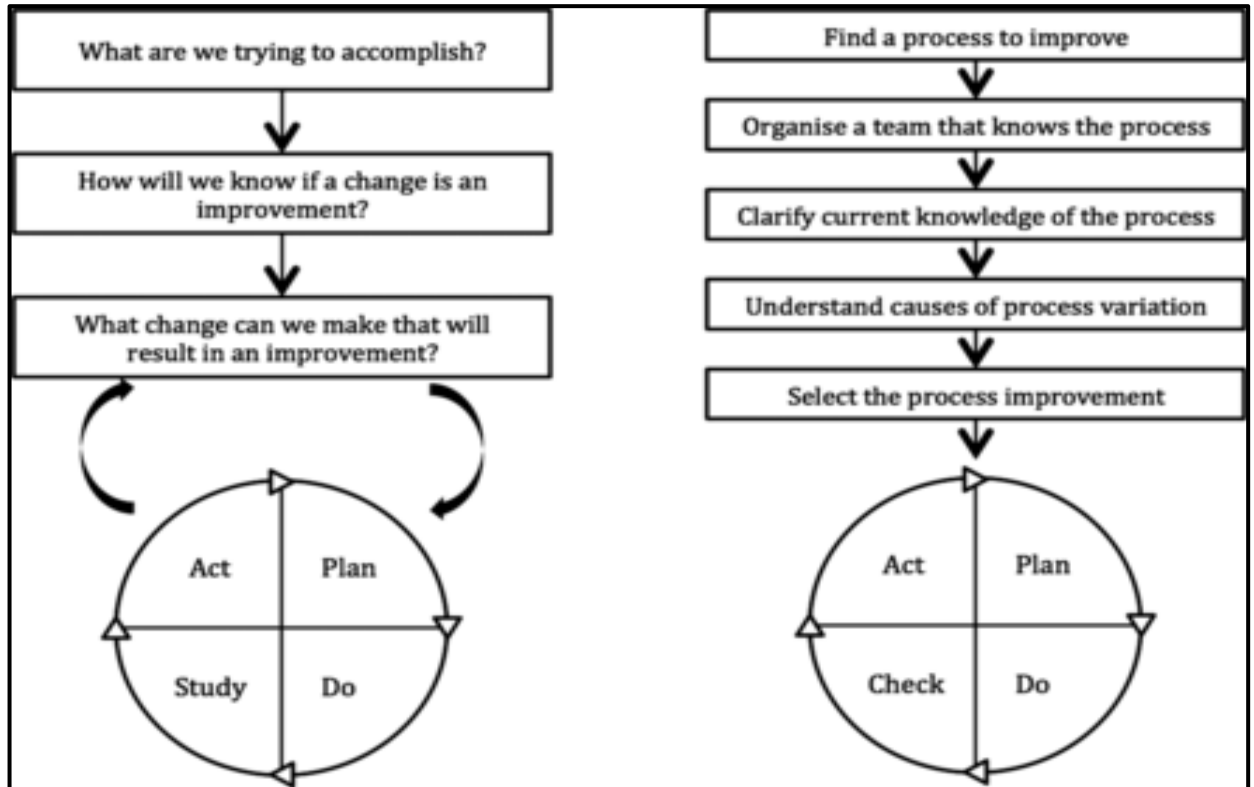 What are we trying to accomplish?
How will we know if a change is an
improvement?
What change can we make that will
result in an improvement?
Act
Plan
Study
Do
Find a process to improve
Organise a team that knows the process
Clarify current knowledge of the process
Understand causes of process variation
Select the process improvement
Act
Plan
Check
Do